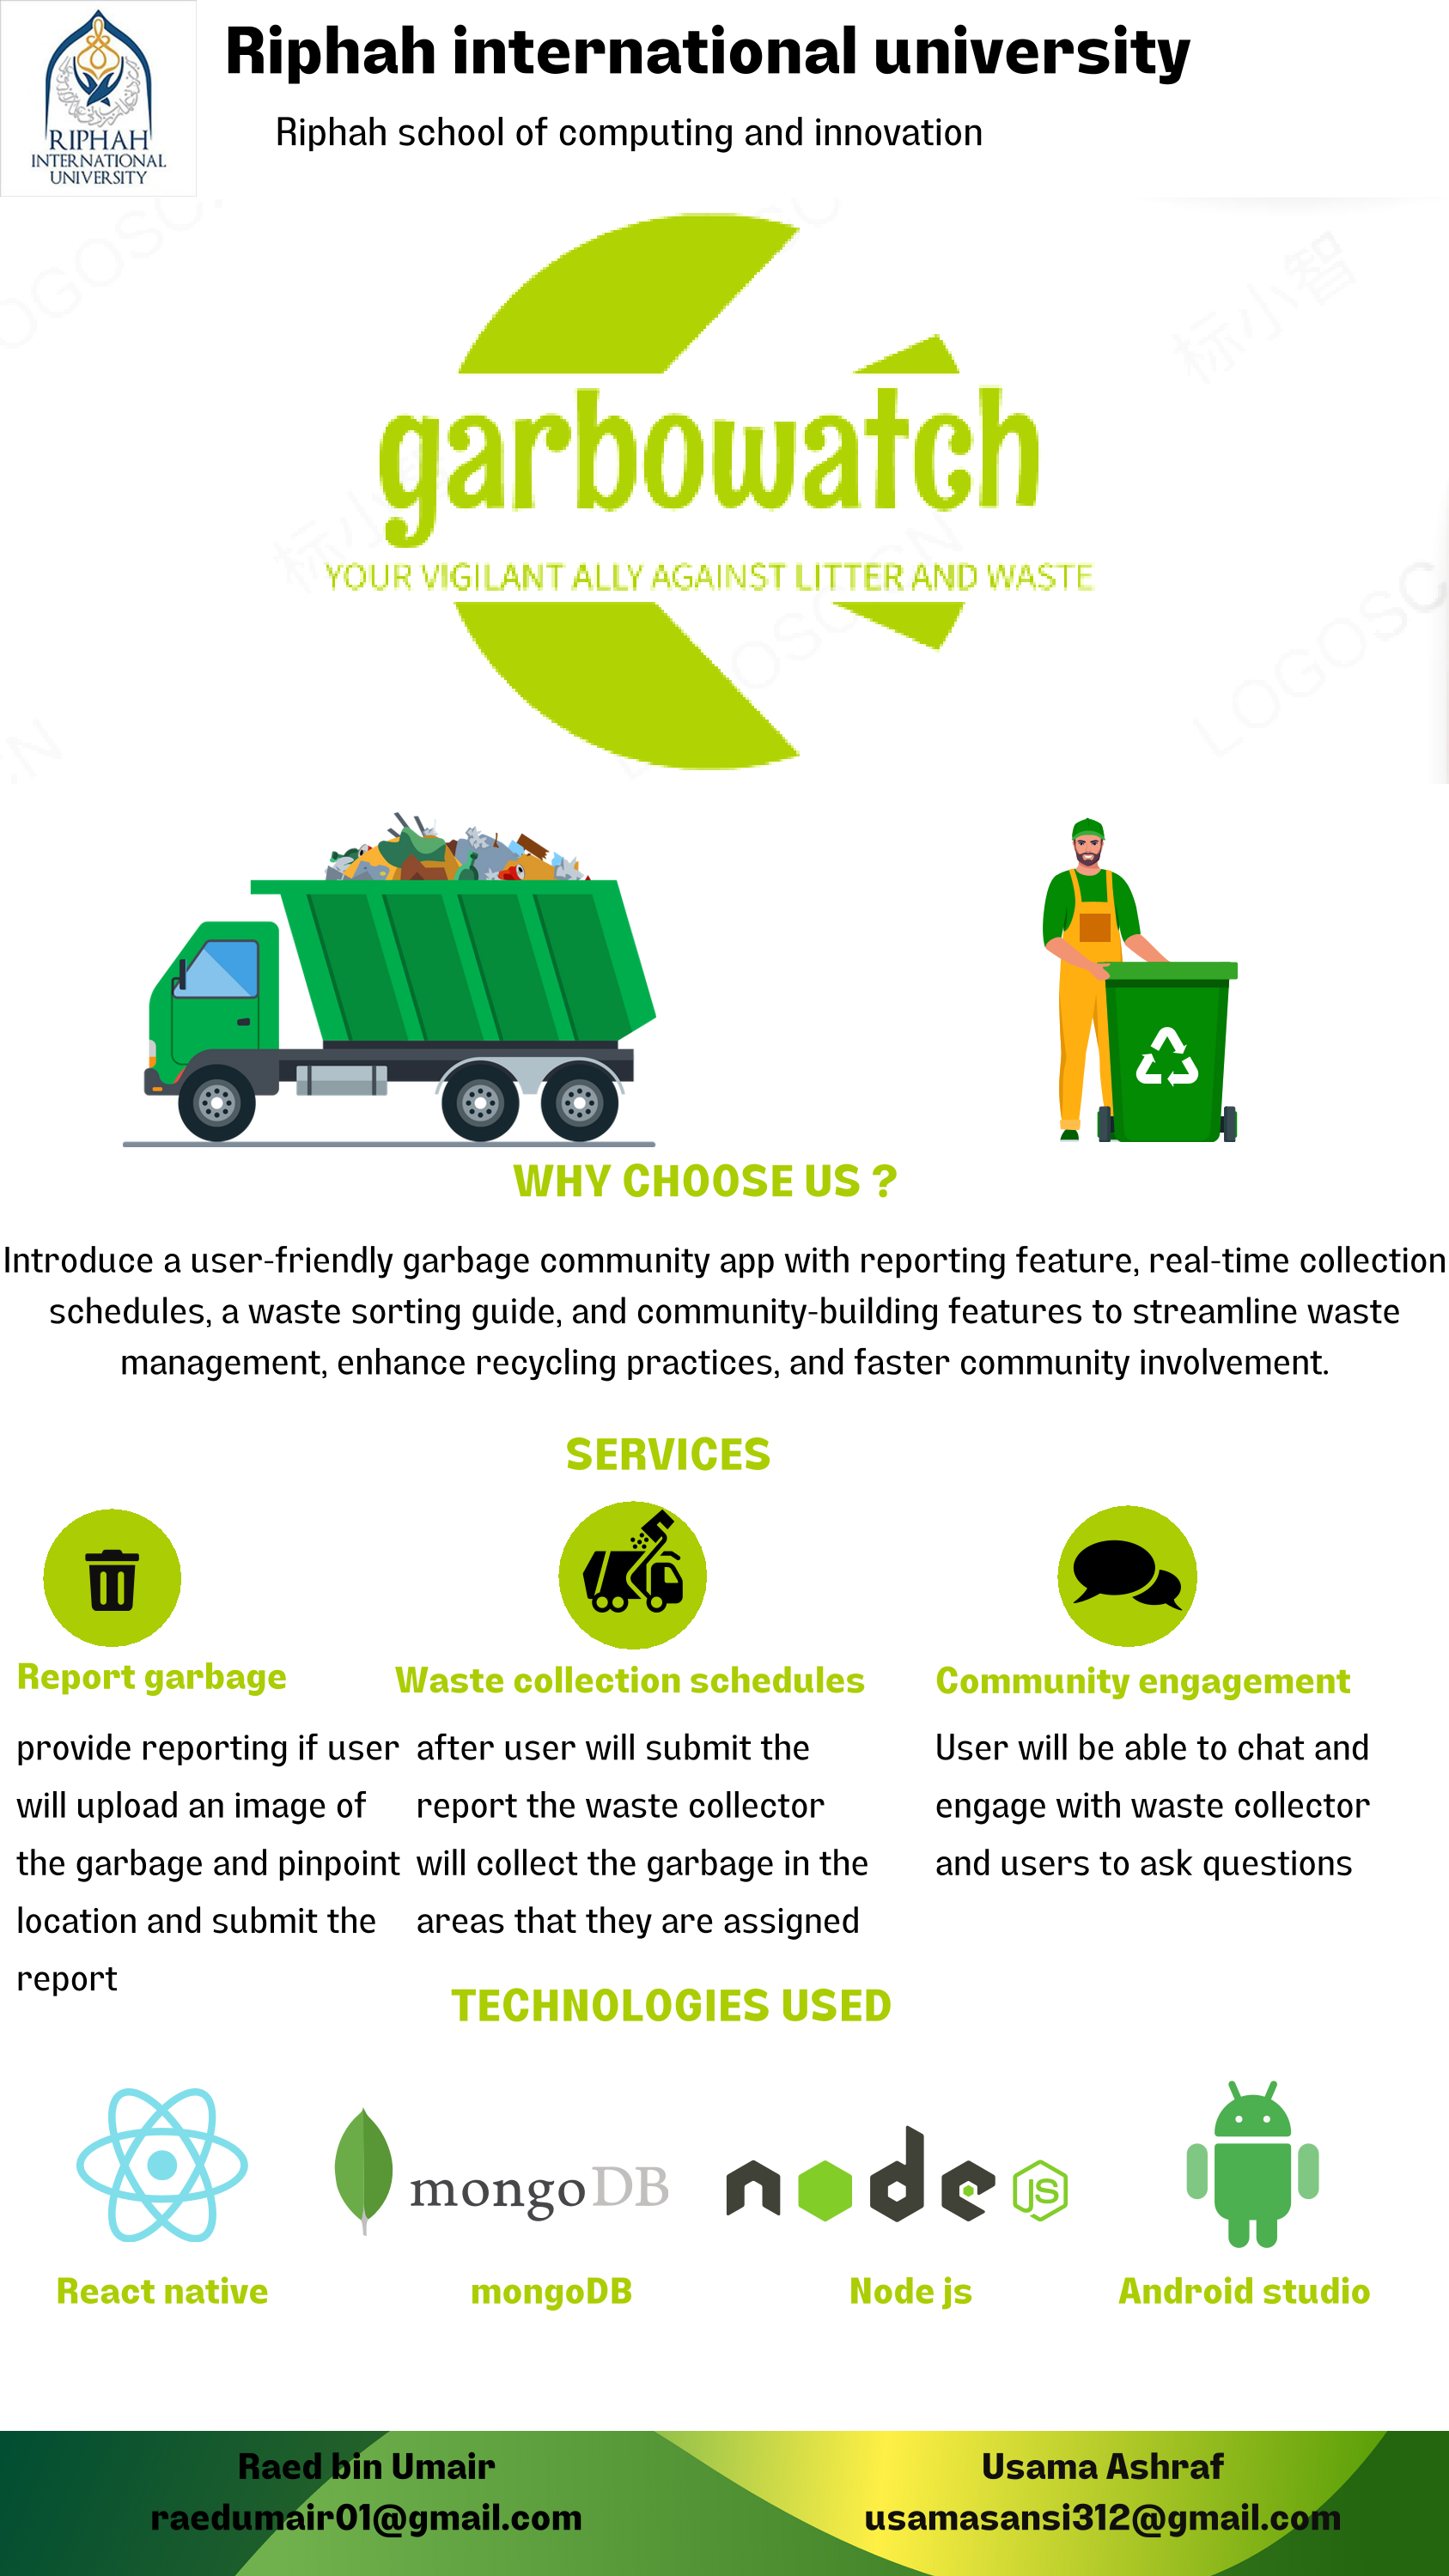 RIPHAH
INTERNATIONAL
UNIVERSITY
Riphah international university
Riphah school of computing and innovation
LOGOSC.
标小智
garbowatch
标小
YOUR VIGILANT ALLY AGAINST LITTER AND WASTE
LOGOSC
WHY CHOOSE US ?
Introduce a user-friendly garbage community app with reporting feature, real-time collection
schedules, a waste sorting guide, and community-building features to streamline waste
management, enhance recycling practices, and faster community involvement.
SERVICES
Report garbage
provide reporting if user
will upload an image of
the garbage and pinpoint
location and submit the
report
Waste collection schedules
after user will submit the
report the waste collector
will collect the garbage in the
areas that they are assigned
Community engagement
User will be able to chat and
engage with waste collector
and users to ask questions
TECHNOLOGIES USED
mongoDB
node JS
React native
mongoDB
Node js
Android studio
Raed bin Umair
raedumair01@gmail.com
Usama Ashraf
usamasansi312@gmail.com